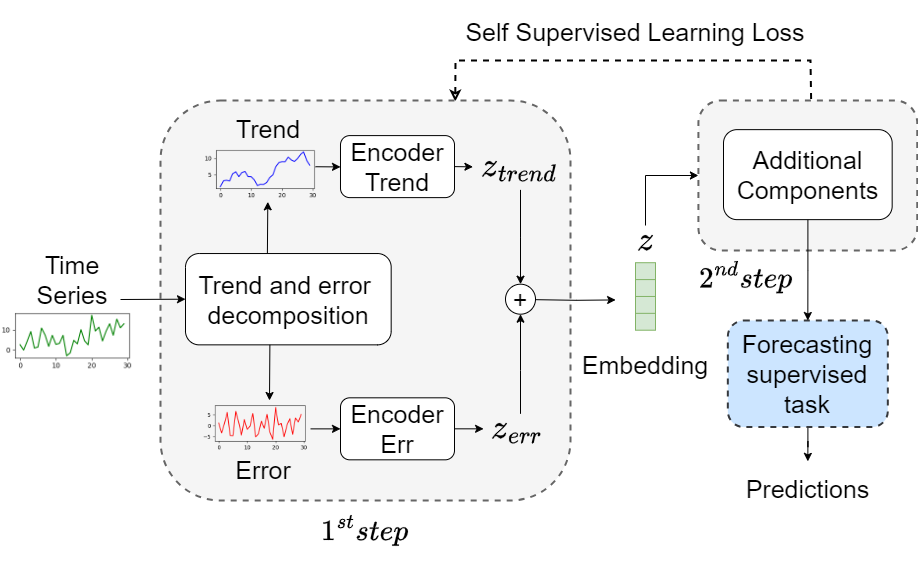 Self Supervised Learning Loss
Trend
10
5
0 10 20 30
Encoder
Trend
z_{trend}
Additional
Components
Time
Series
10
0
0 10 20 30
Trend and error
decomposition
+
z
Embedding
2^{nd} step
Forecasting
supervised
task
5
0
−5
0 10 20 30
Error
Encoder
Err
z_{err}
Predictions
1^{st} step